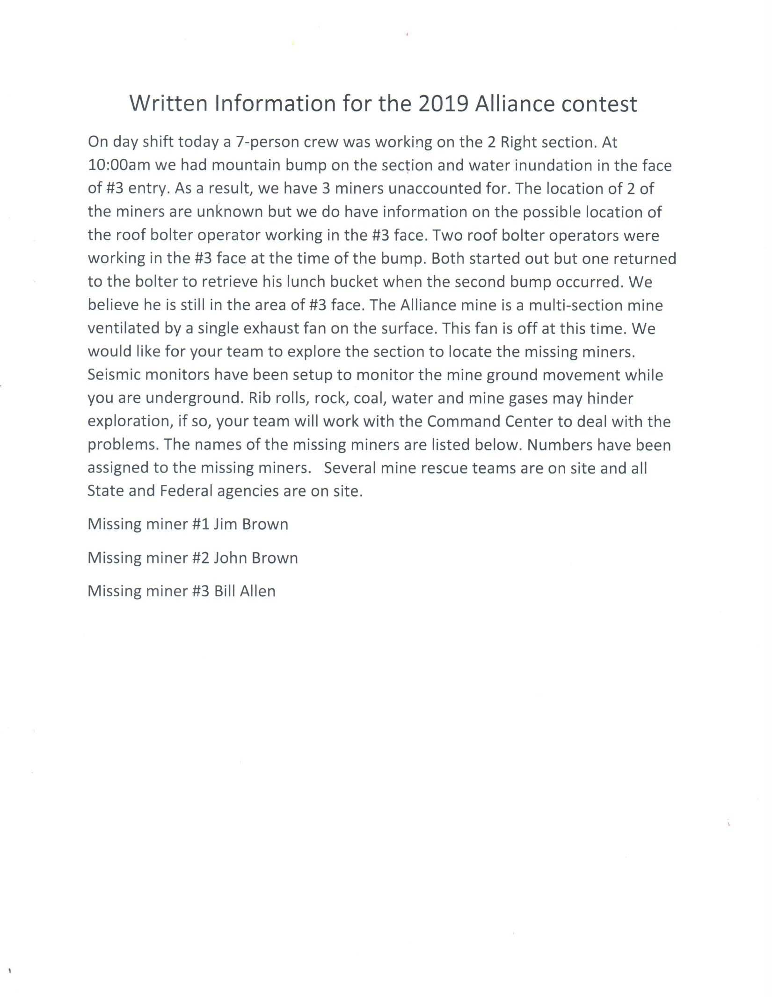 Written Information for the 2019 Alliance contest
On day shift today a 7-person crew was working on the 2 Right section. At
10:00am we had mountain bump on the section and water inundation in the face
of #3 entry. As a result, we have 3 miners unaccounted for. The location of 2 of
the miners are unknown but we do have information on the possible location of
the roof bolter operator working in the #3 face. Two roof bolter operators were
working in the #3 face at the time of the bump. Both started out but one returned
to the bolter to retrieve his lunch bucket when the second bump occurred. We
believe he is still in the area of #3 face. The Alliance mine is a multi-section mine
ventilated by a single exhaust fan on the surface. This fan is off at this time. We
would like for your team to explore the section to locate the missing miners.
Seismic monitors have been setup to monitor the mine ground movement while
you are underground. Rib rolls, rock, coal, water and mine gases may hinder
exploration, if so, your team will work with the Command Center to deal with the
problems. The names of the missing miners are listed below. Numbers have been
assigned to the missing miners.   Several mine rescue teams are on site and all
State and Federal agencies are on site.
Missing miner #1 Jim Brown
Missing miner #2 John Brown
Missing miner #3 Bill Allen